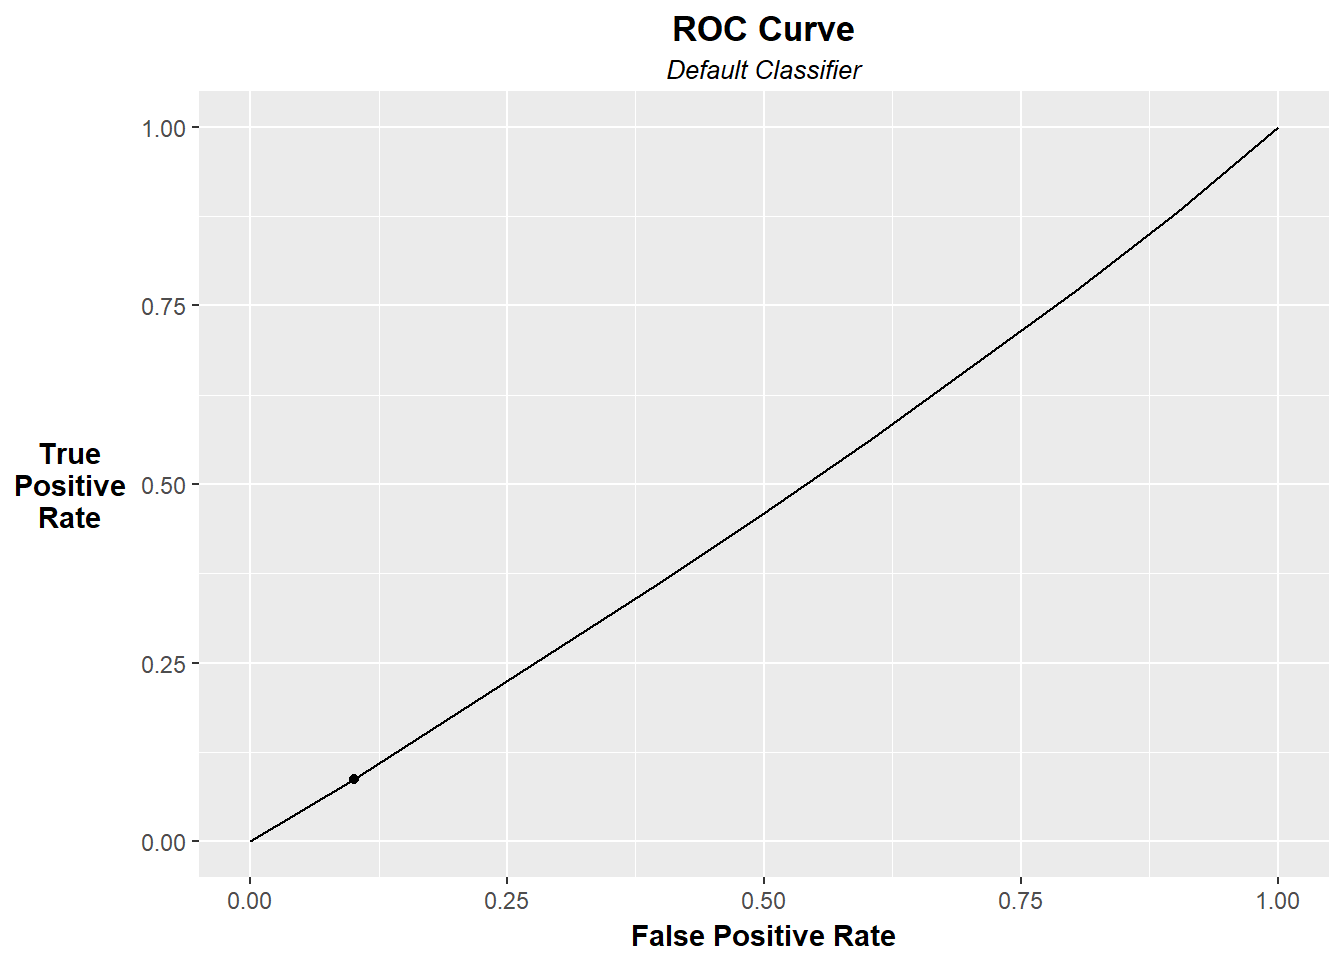 ROC Curve
Default Classifier
1.00
0.75
0.50
0.25
0.00
True
Positive
Rate
0.00
0.25
0.50
0.75
1.00
False Positive Rate